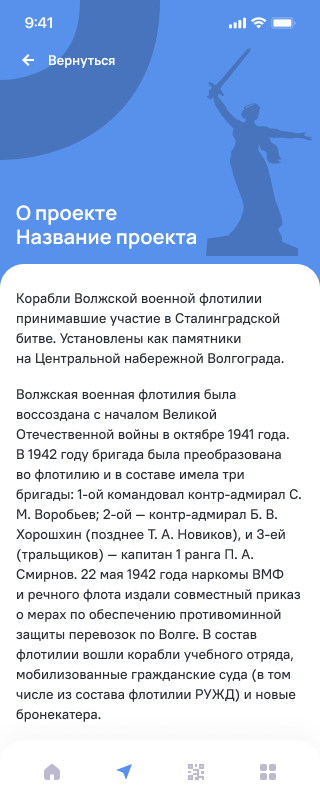 9:41
Вернуться
О проекте
Название проекта
Корабли Волжской военной флотилии
принимавшие участие в Сталинградской
битве. Установлены как памятники
на Центральной набережной Волгограда.
Волжская военная флотилия была
воссоздана с началом Великой
Отечественной войны в октябре 1941 года.
В 1942 году бригада была преобразована
во флотилию и в составе имела три
бригады: 1-ой командовал контр-адмирал С.
М. Воробьев; 2-ой — контр-адмирал Б. В.
Хорошхин (позднее Т. А. Новиков), и 3-ей
(тральщиков) — капитан 1 ранга П. А.
Смирнов. 22 мая 1942 года наркомы ВМФ
и речного флота издали совместный приказ
о мерах по обеспечению противоминной
защиты перевозок по Волге. В состав
флотилии вошли корабли учебного отряда,
мобилизованные гражданские суда (в том
числе из состава флотилии РУЖД) и новые
бронекатера.